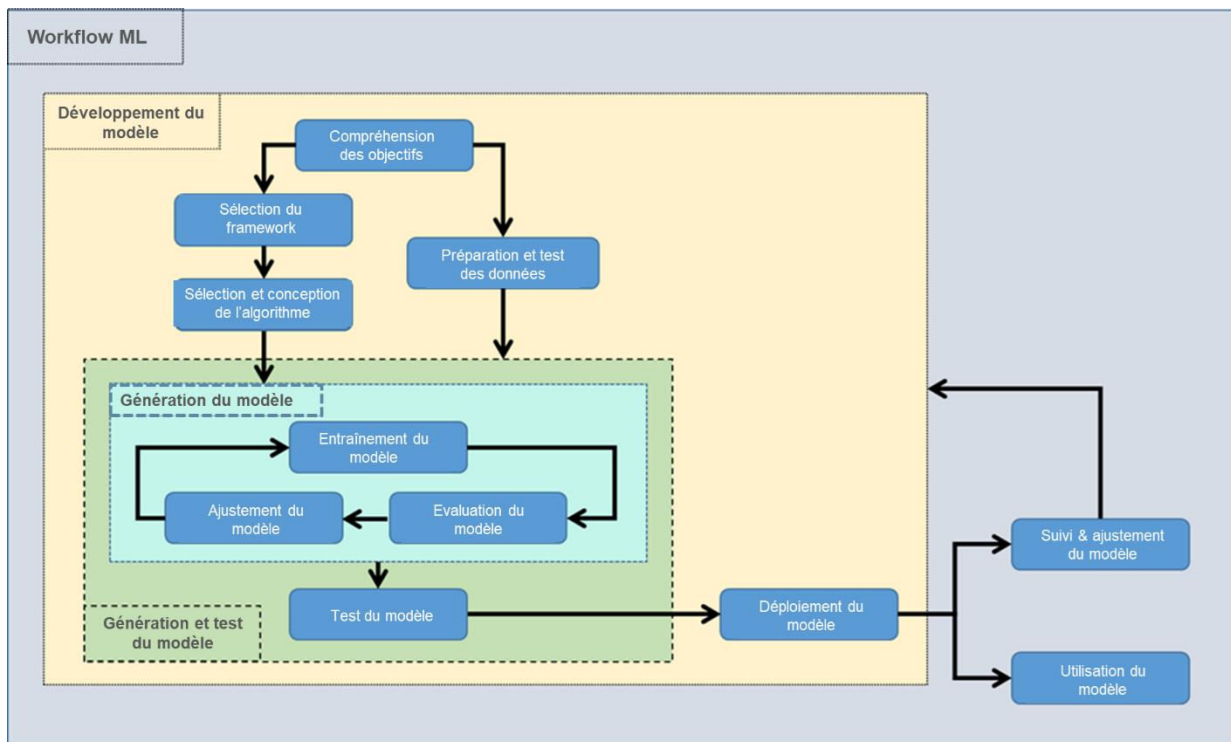 Workflow ML
Développement du
modèle
Compréhension
des objectifs
Sélection du
framework
Préparation et test
des données
Sélection et conception
de l'algorithme
Génération du modèle
Entraînement du
modèle
Ajustement du
modèle
Evaluation du
modèle
Suivi & ajustement
du modèle
Test du modèle
Déploiement du
modèle
Génération et test
du modèle
Utilisation du
modèle